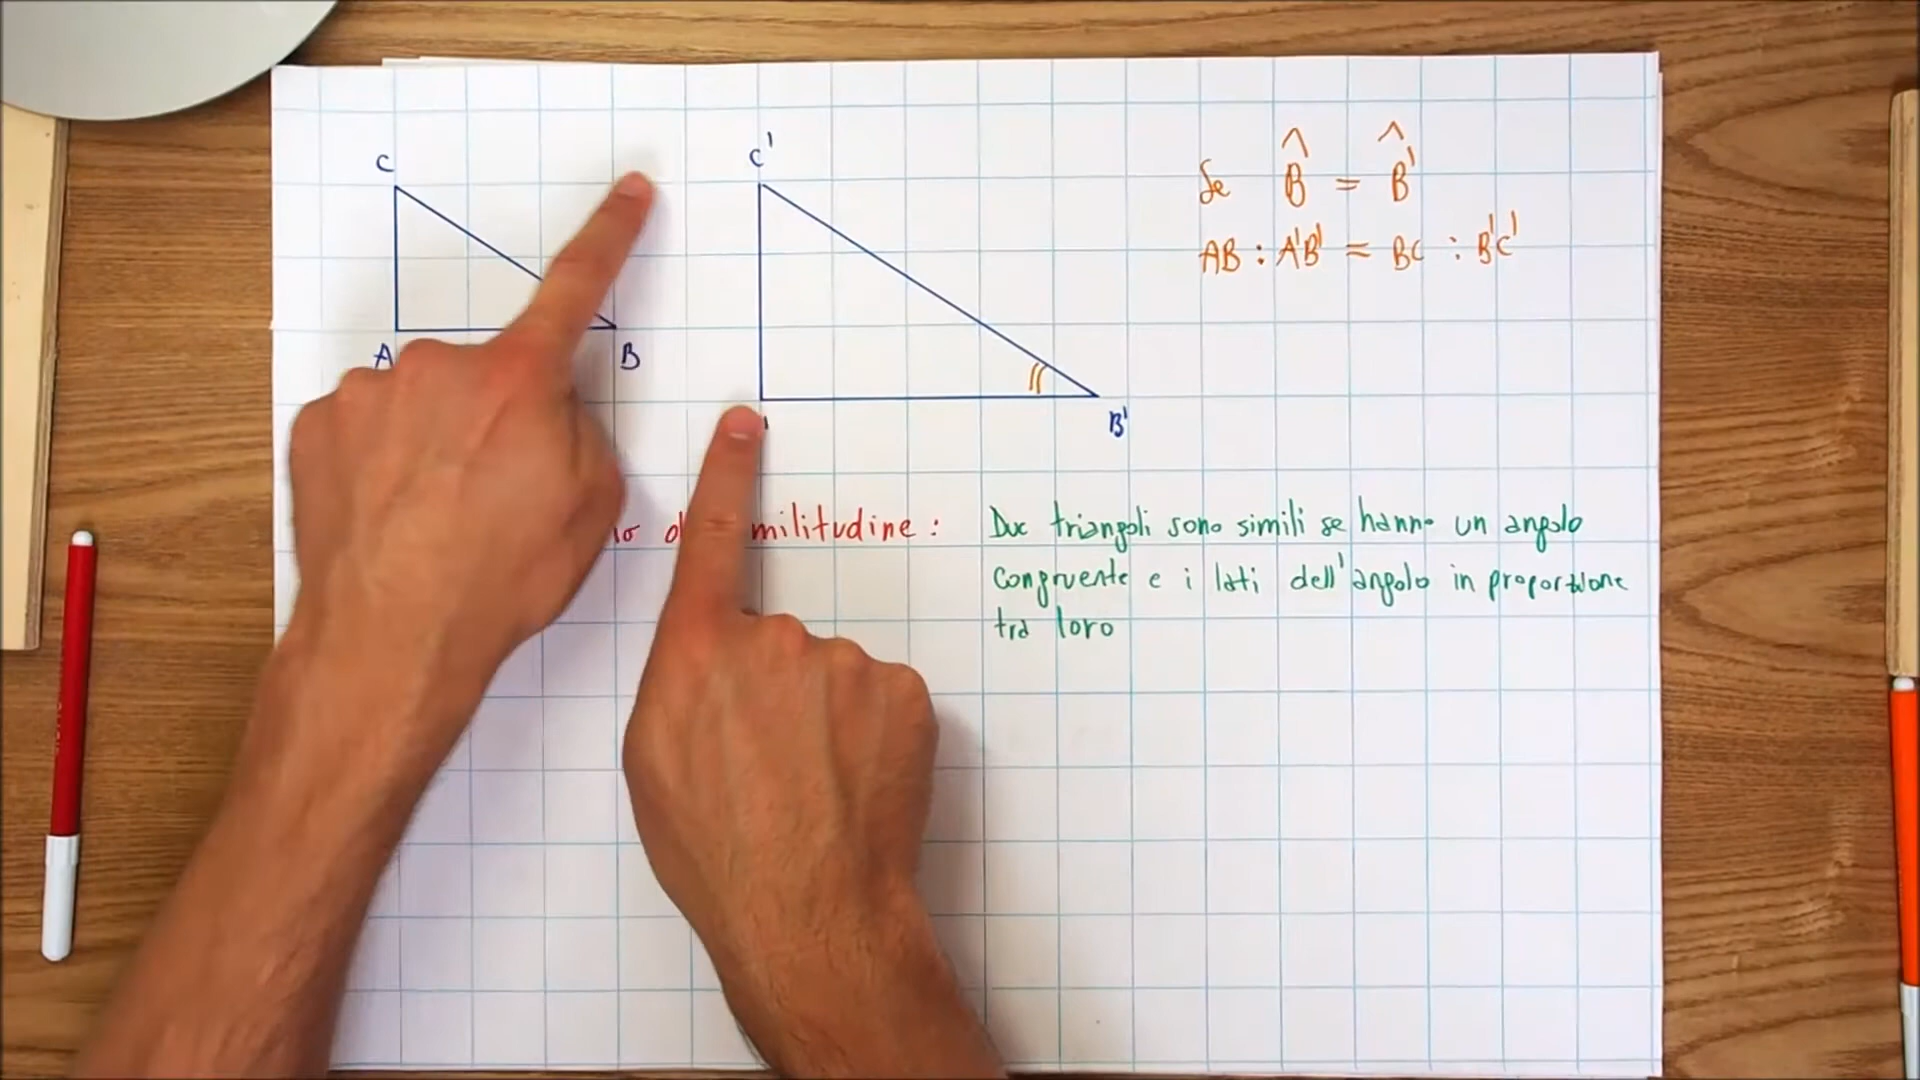 C
C'
A
B
B'
Se B̂ = B̂'
AB : A'B' = BC : B'C'
militudine :
Due triangoli sono simili se hanno un angolo
congruente e i lati dell'angolo in proporzione
tra loro